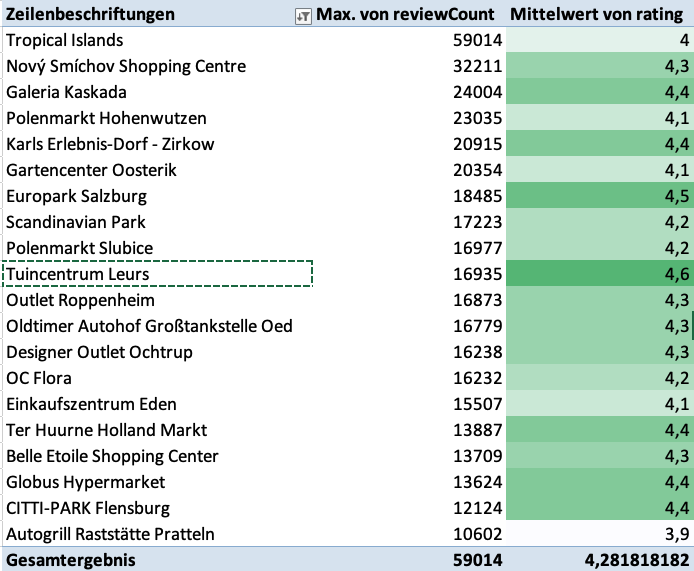 Zeilenbeschriftungen Max. von reviewCount Mittelwert von rating
Tropical Islands 59014 4
Nový Smíchov Shopping Centre 32211 4,3
Galeria Kaskada 24004 4,4
Polenmarkt Hohenwutzen 23035 4,1
Karls Erlebnis-Dorf - Zirkow 20915 4,4
Gartencenter Oosterik 20354 4,1
Europark Salzburg 18485 4,5
Scandinavian Park 17223 4,2
Polenmarkt Slubice 16977 4,2
Tuincentrum Leurs 16935 4,6
Outlet Roppenheim 16873 4,3
Oldtimer Autohof Großtankstelle Oed 16779 4,3
Designer Outlet Ochtrup 16238 4,3
OC Flora 16232 4,2
Einkaufszentrum Eden 15507 4,1
Ter Huurne Holland Markt 13887 4,4
Belle Etoile Shopping Center 13709 4,3
Globus Hypermarket 13624 4,4
CITTI-PARK Flensburg 12124 4,4
Autogrill Raststätte Pratteln 10602 3,9
Gesamtergebnis 59014 4,281818182